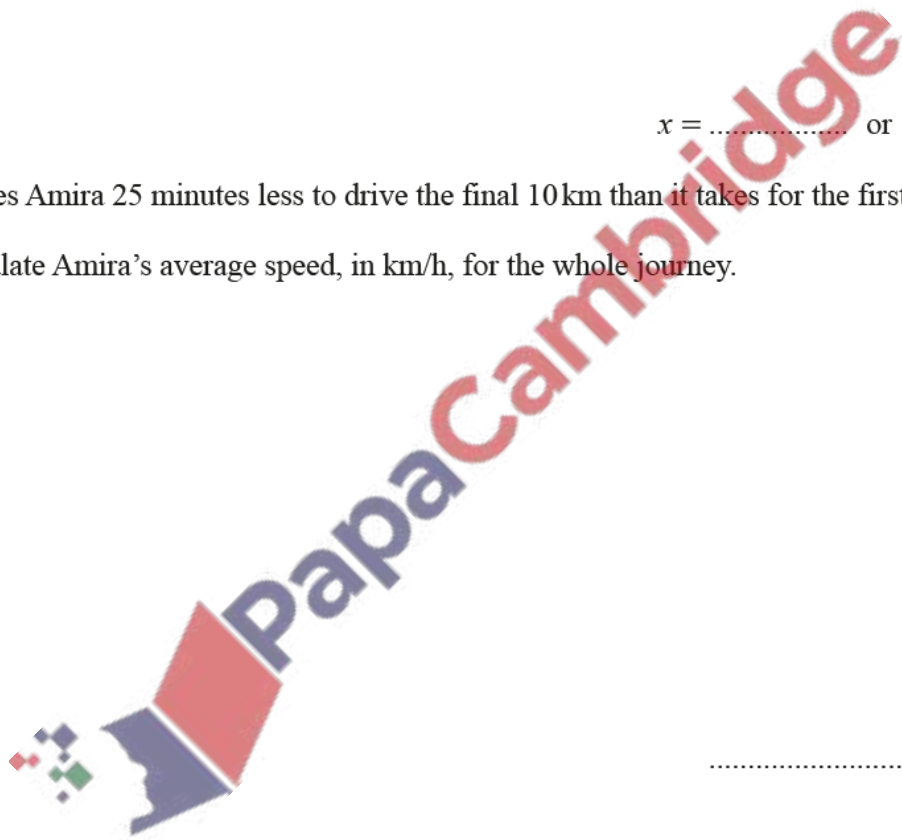 x = .................. or
es Amira 25 minutes less to drive the final 10 km than it takes for the first
late Amira’s average speed, in km/h, for the whole journey.
PapaCambridge
.........................